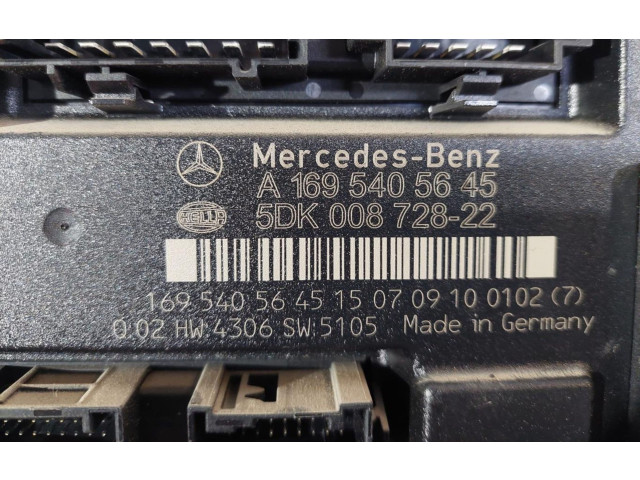 Mercedes-Benz
A 169 540 56 45
HELLA
5DK 008 728-22
169 540 56 45 15 07 09 10 0102 (7)
0.02 HW 4306 SW 5105 Made in Germany